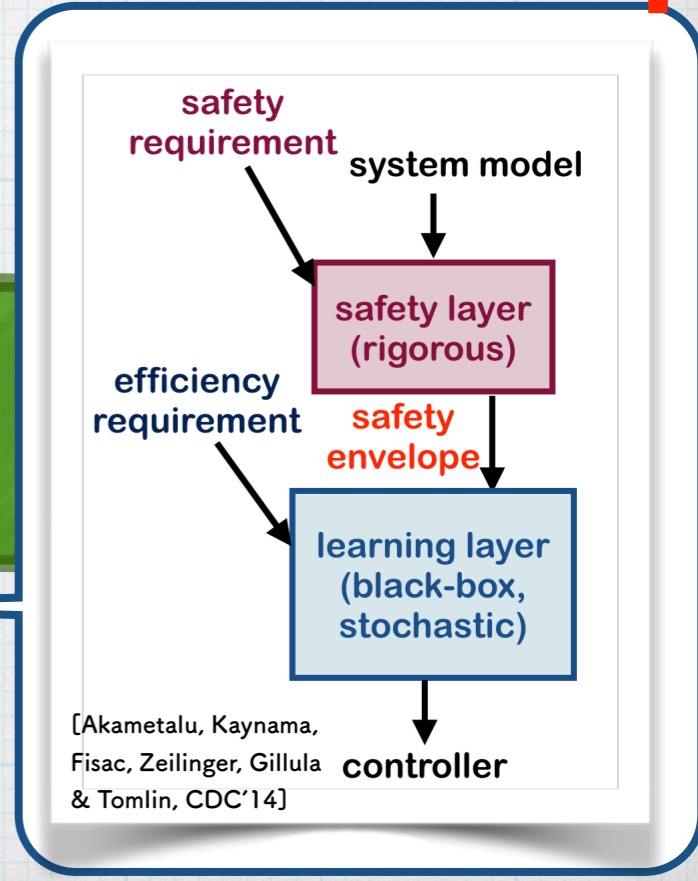 safety
requirement
system model
safety layer
(rigorous)
efficiency
requirement
safety
envelope
learning layer
(black-box,
stochastic)
[Akametalu, Kaynama,
Fisac, Zeilinger, Gillula
& Tomlin, CDC'14]
controller